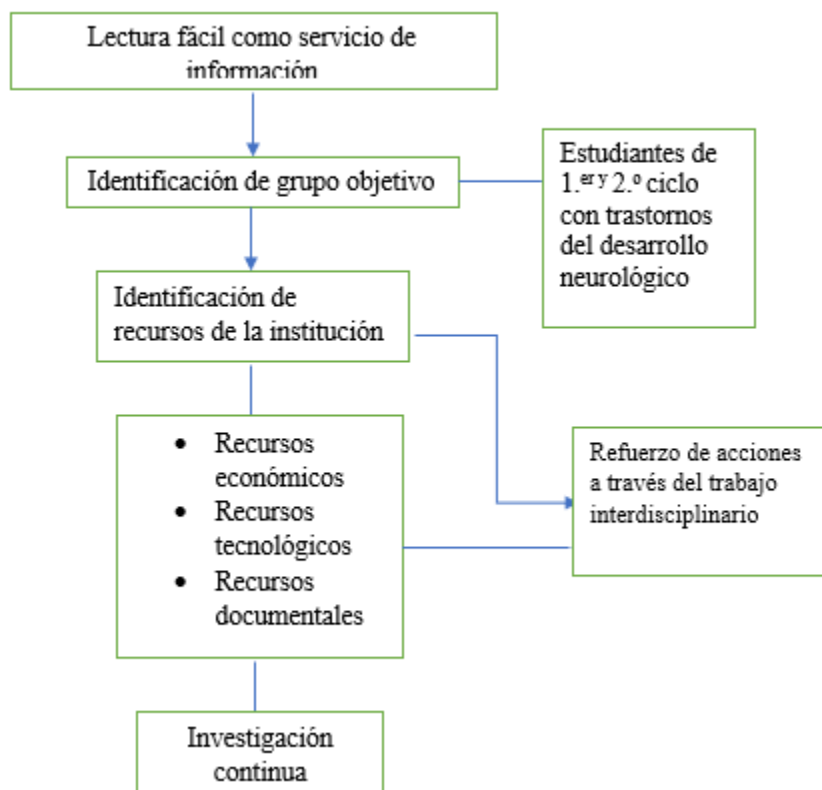 Lectura fácil como servicio de
información
Identificación de grupo objetivo
Estudiantes de
1.er y 2.º ciclo
con trastornos
del desarrollo
neurológico
Identificación de
recursos de la institución
• Recursos
económicos
• Recursos
tecnológicos
• Recursos
documentales
Refuerzo de acciones
a través del trabajo
interdisciplinario
Investigación
continua